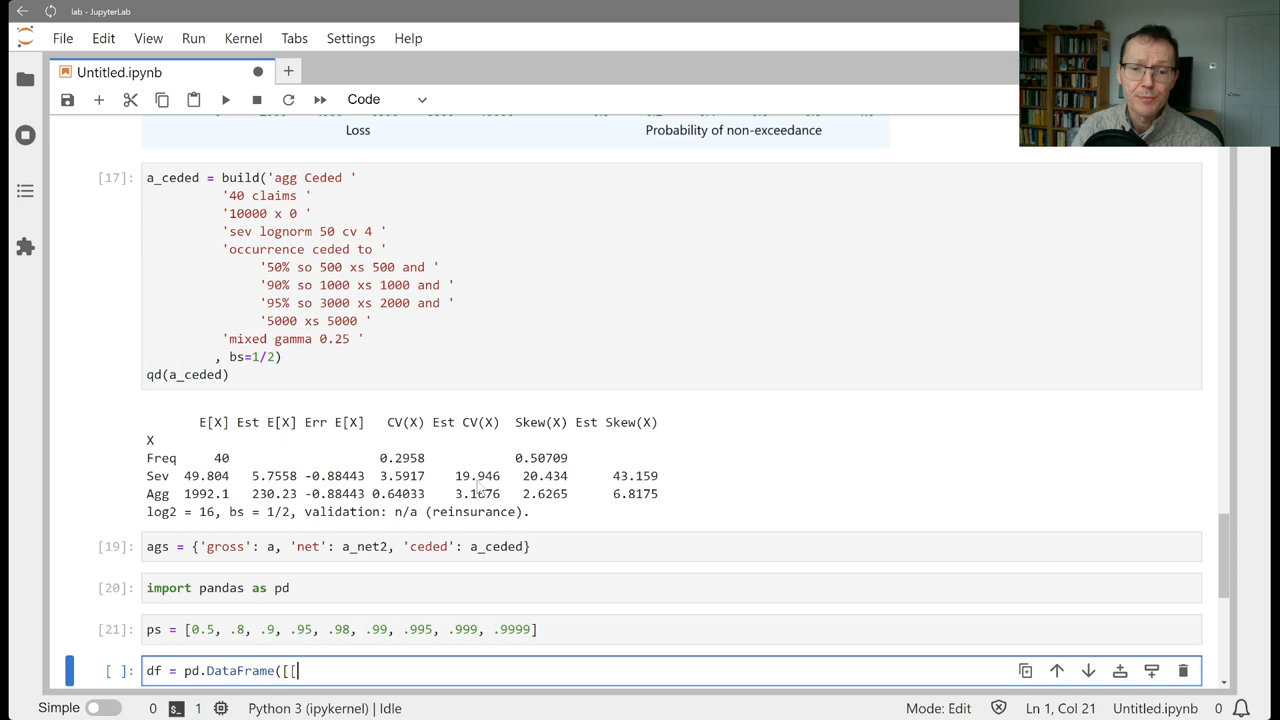 lab - JupyterLab
File Edit View Run Kernel Tabs Settings Help
Untitled.ipynb
Code
Loss
Probability of non-exceedance
[17]: a_ceded = build('agg Ceded '
'40 claims '
'10000 x 0 '
'sev lognorm 50 cv 4 '
'occurrence ceded to '
'50% so 500 xs 500 and '
'90% so 1000 xs 1000 and '
'95% so 3000 xs 2000 and '
'5000 xs 5000 '
'mixed gamma 0.25 '
, bs=1/2)
qd(a_ceded)
E[X] Est E[X] Err E[X] CV(X) Est CV(X) Skew(X) Est Skew(X)
X
Freq 40 0.2958 0.50709
Sev 49.804 5.7558 -0.88443 3.5917 19.946 20.434 43.159
Agg 1992.1 230.23 -0.88443 0.64033 2.6265 6.8175
log2 = 16, bs = 1/2, validation: n/a (reinsurance).
[19]: ags = {'gross': a, 'net': a_net2, 'ceded': a_ceded}
[20]: import pandas as pd
[21]: ps = [0.5, .8, .9, .95, .98, .99, .995, .999, .9999]
[ ]: df = pd.DataFrame([[
Simple 0 1 Python 3 (ipykernel) | Idle Mode: Edit Ln 1, Col 21 Untitled.ipynb 0